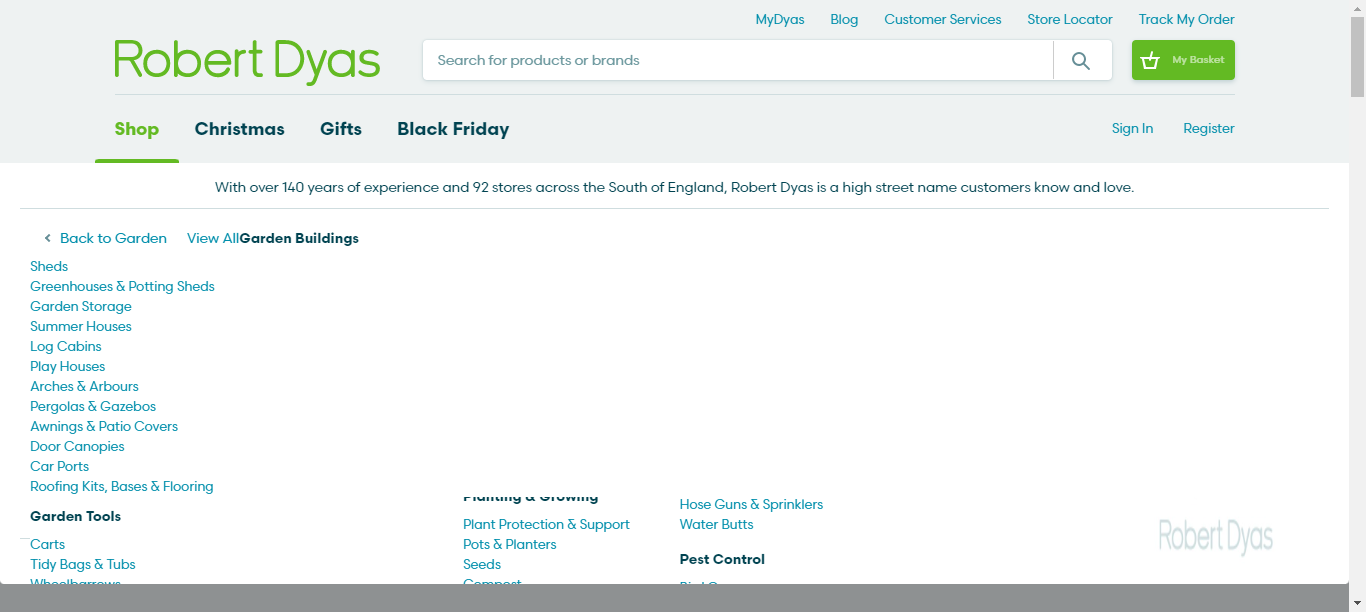 MyDyas Blog Customer Services Store Locator Track My Order
Robert Dyas
Search for products or brands
My Basket
Shop Christmas Gifts Black Friday
Sign In Register
With over 140 years of experience and 92 stores across the South of England, Robert Dyas is a high street name customers know and love.
Back to Garden View All Garden Buildings
Sheds
Greenhouses & Potting Sheds
Garden Storage
Summer Houses
Log Cabins
Play Houses
Arches & Arbours
Pergolas & Gazebos
Awnings & Patio Covers
Door Canopies
Car Ports
Roofing Kits, Bases & Flooring
Garden Tools
Carts
Tidy Bags & Tubs
Wheelbarrows
Planting & Growing
Plant Protection & Support
Pots & Planters
Seeds
Compost
Hose Guns & Sprinklers
Water Butts
Pest Control
Robert Dyas